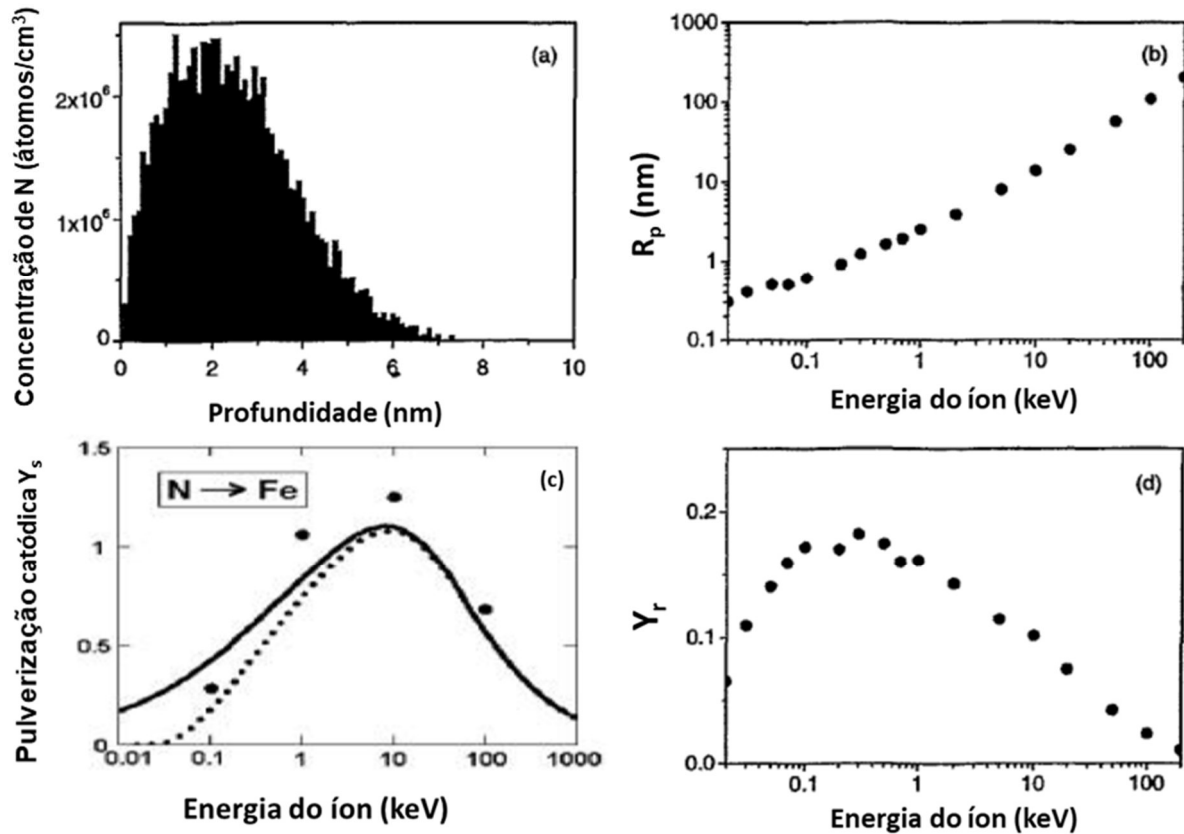 Concentração de N (átomos/cm³)
(a)
2x10⁶
1x10⁶
0
0 2 4 6 8 10
Profundidade (nm)
Rₚ (nm)
(b)
1000
100
10
1
0.1
0.1 1 10 100
Energia do íon (keV)
Pulverização catódica Yₛ
(c)
N → Fe
1.5
1
0.5
0
0.01 0.1 1 10 100 1000
Energia do íon (keV)
Yᵣ
(d)
0.2
0.1
0.0
0.1 1 10 100
Energia do íon (keV)